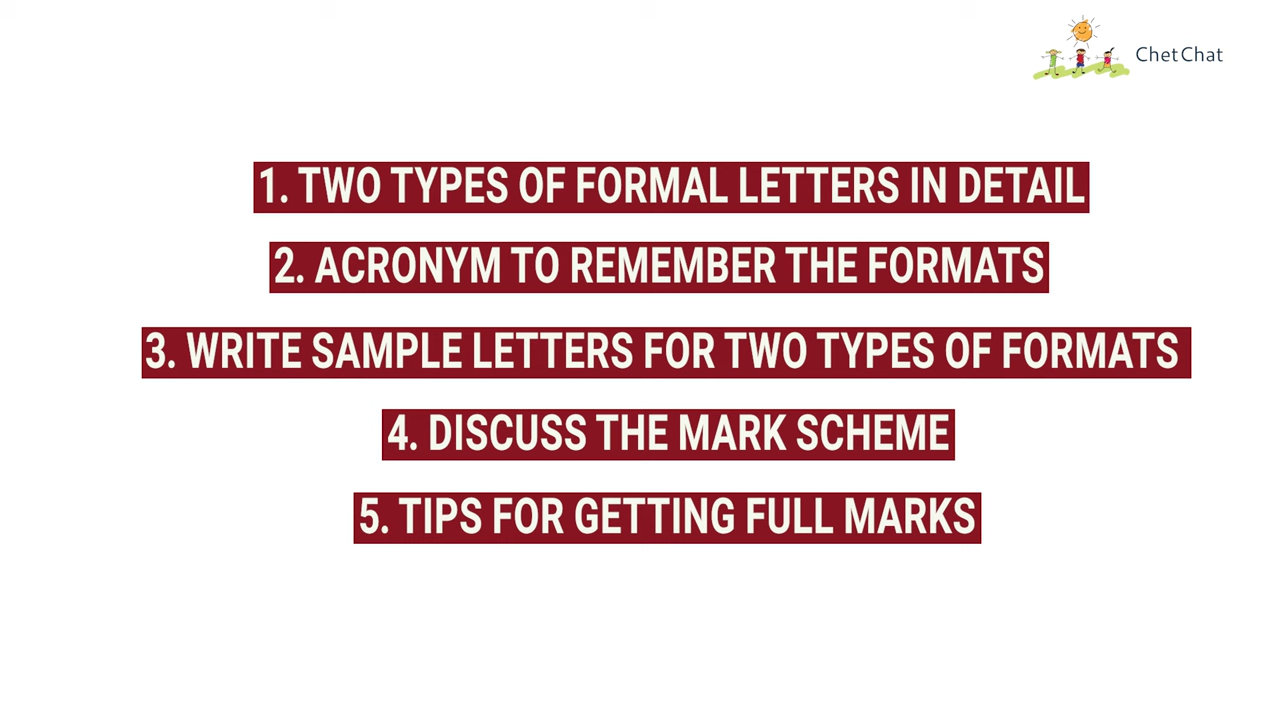 ChetChat
1. TWO TYPES OF FORMAL LETTERS IN DETAIL
2. ACRONYM TO REMEMBER THE FORMATS
3. WRITE SAMPLE LETTERS FOR TWO TYPES OF FORMATS
4. DISCUSS THE MARK SCHEME
5. TIPS FOR GETTING FULL MARKS